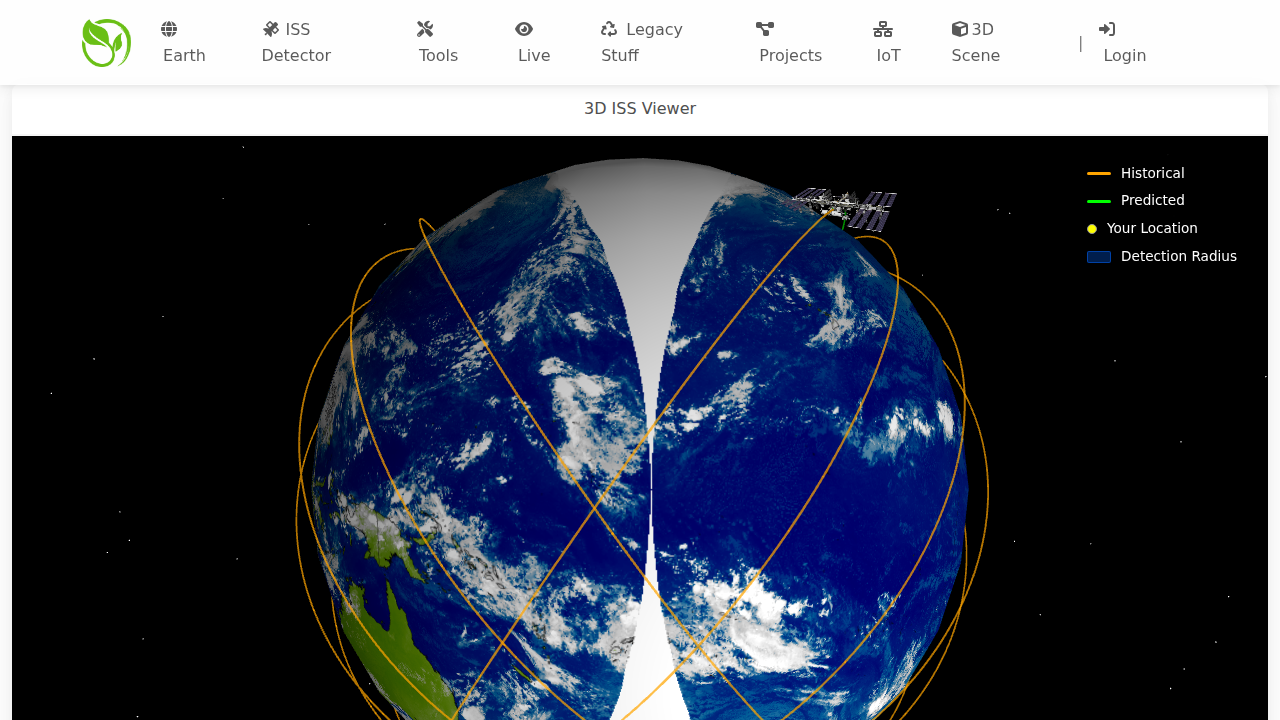 Earth
ISS Detector
Tools
Live
Legacy Stuff
Projects
IoT
3D Scene
|
Login
3D ISS Viewer
Historical
Predicted
Your Location
Detection Radius